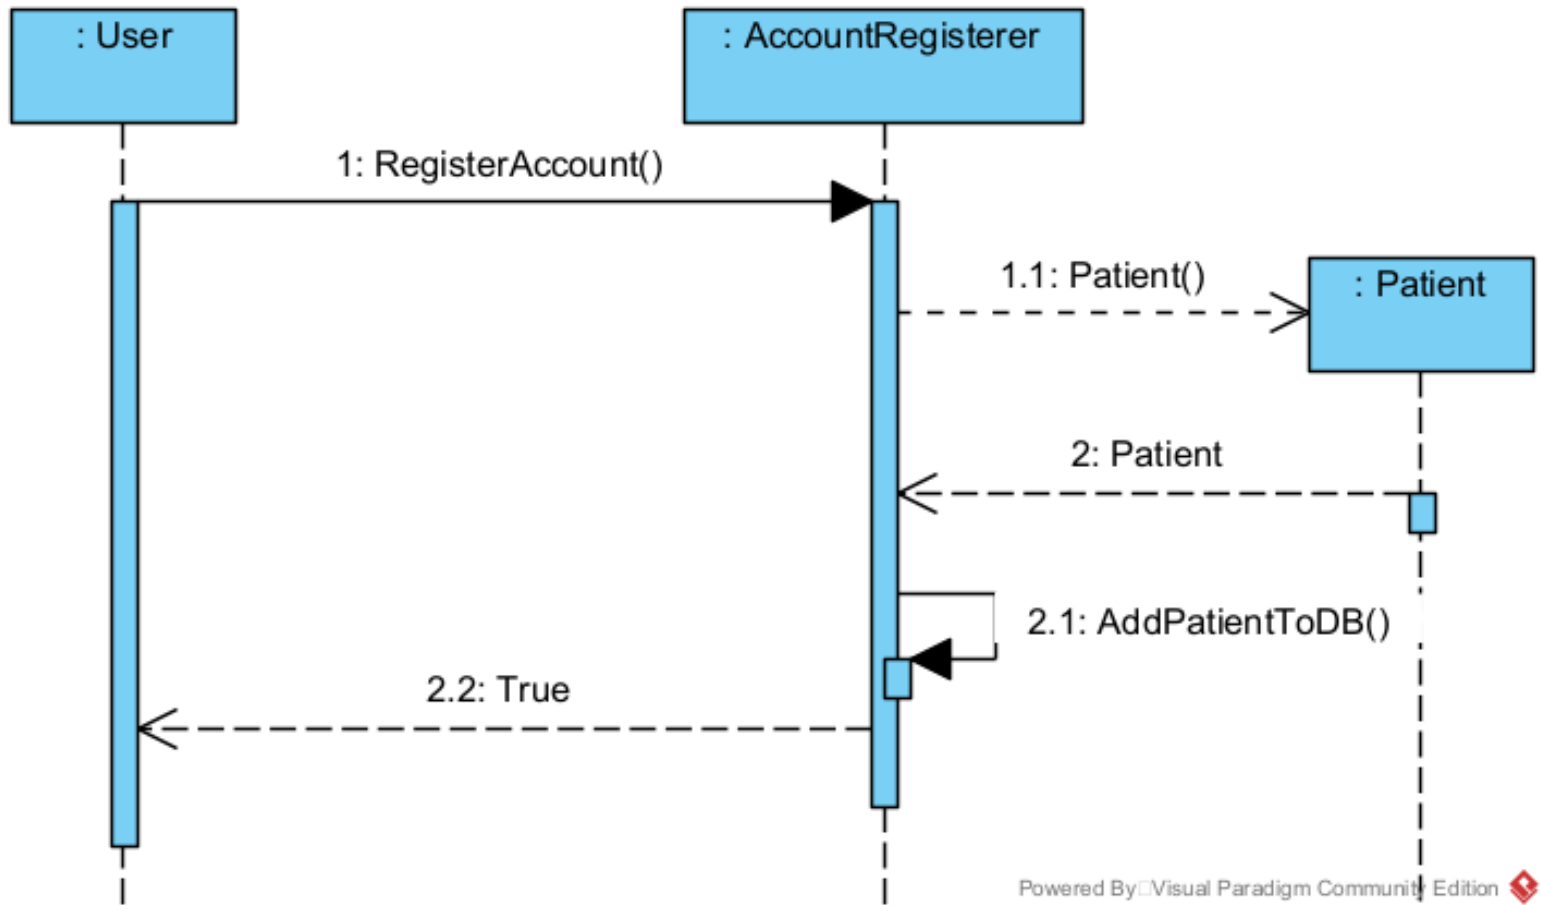 : User
: AccountRegisterer
1: RegisterAccount()
1.1: Patient()
: Patient
2: Patient
2.1: AddPatientToDB()
2.2: True
Powered By Visual Paradigm Community Edition